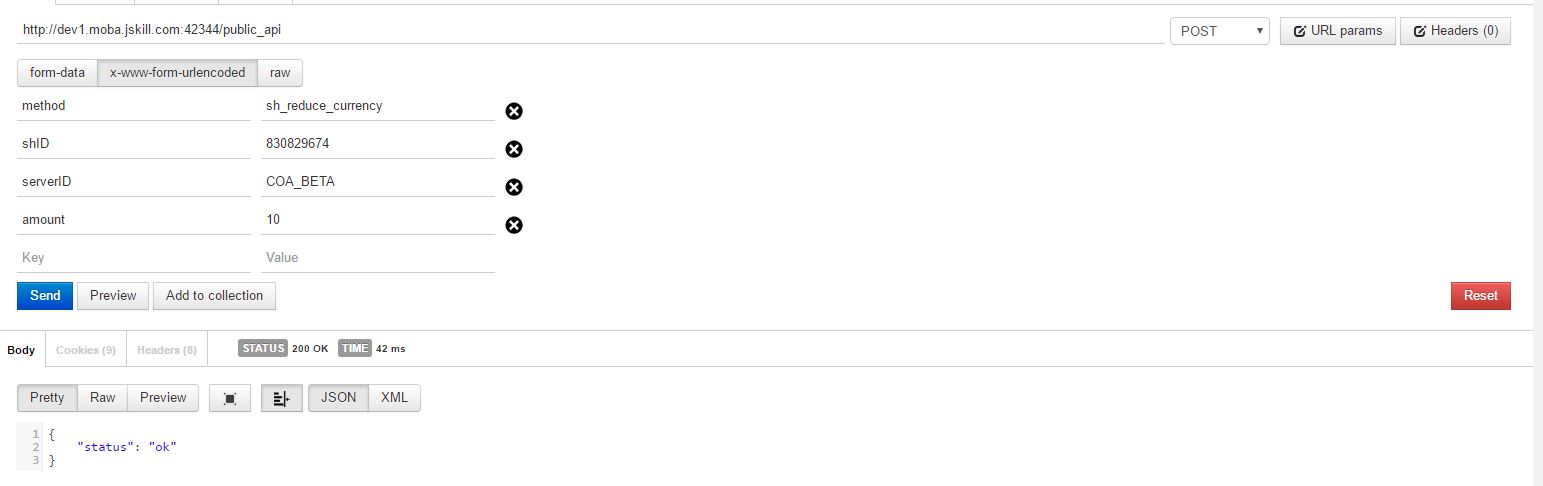 http://dev1.moba.jskill.com:42344/public_api POST URL params Headers (0)
form-data x-www-form-urlencoded raw
method sh_reduce_currency
shID 830829674
serverID COA_BETA
amount 10
Key Value
Send Preview Add to collection Reset
Body Cookies (9) Headers (8) STATUS 200 OK TIME 42 ms
Pretty Raw Preview JSON XML
1 {
2 "status": "ok"
3 }